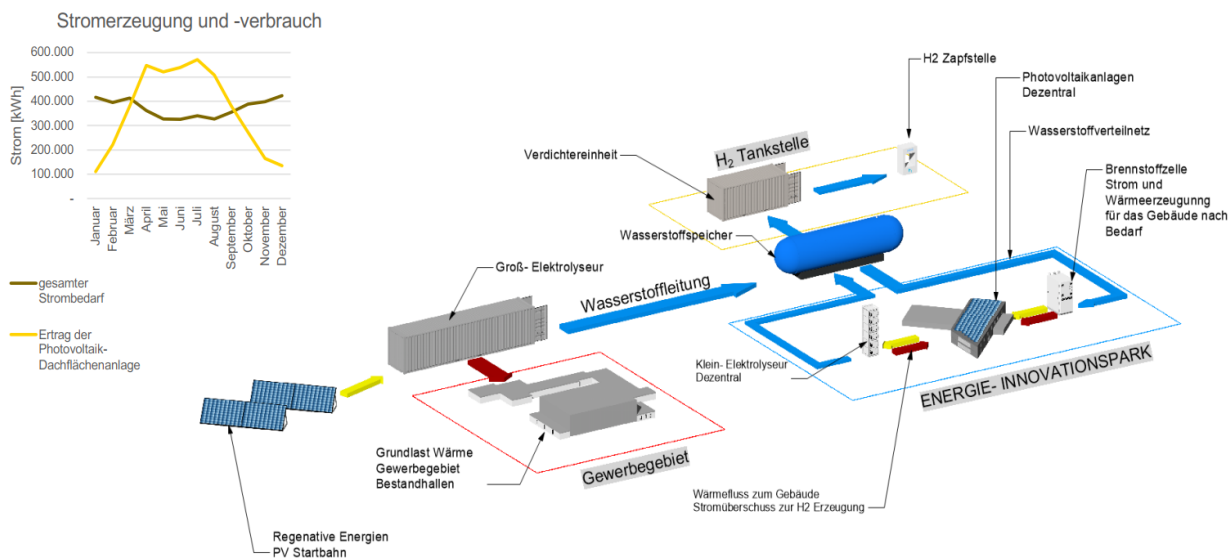 Stromerzeugung und -verbrauch
600.000
500.000
400.000
300.000
200.000
100.000
-
Strom [kWh]
Januar
Februar
März
April
Mai
Juni
Juli
August
September
Oktober
November
Dezember
gesamter
Strombedarf
Ertrag der
Photovoltaik-
Dachflächenanlage
H2 Zapfstelle
Photovoltaikanlagen
Dezentral
Wasserstoffverteilnetz
Verdichtereinheit
H2 Tankstelle
Brennstoffzelle
Strom und
Wärmeerzeugunng
für das Gebäude nach
Bedarf
Wasserstoffspeicher
Groß- Elektrolyseur
Wasserstoffleitung
Klein- Elektrolyseur
Dezentral
ENERGIE- INNOVATIONSPARK
Grundlast Wärme
Gewerbegebiet
Bestandhallen
Gewerbegebiet
Wärmefluss zum Gebäude
Stromüberschuss zur H2 Erzeugung
Regenative Energien
PV Startbahn